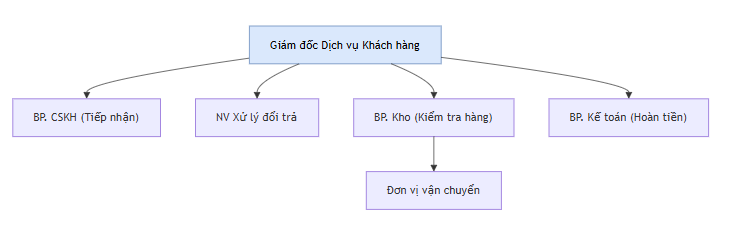 Giám đốc Dịch vụ Khách hàng
BP. CSKH (Tiếp nhận)
NV Xử lý đổi trả
BP. Kho (Kiểm tra hàng)
BP. Kế toán (Hoàn tiền)
Đơn vị vận chuyển